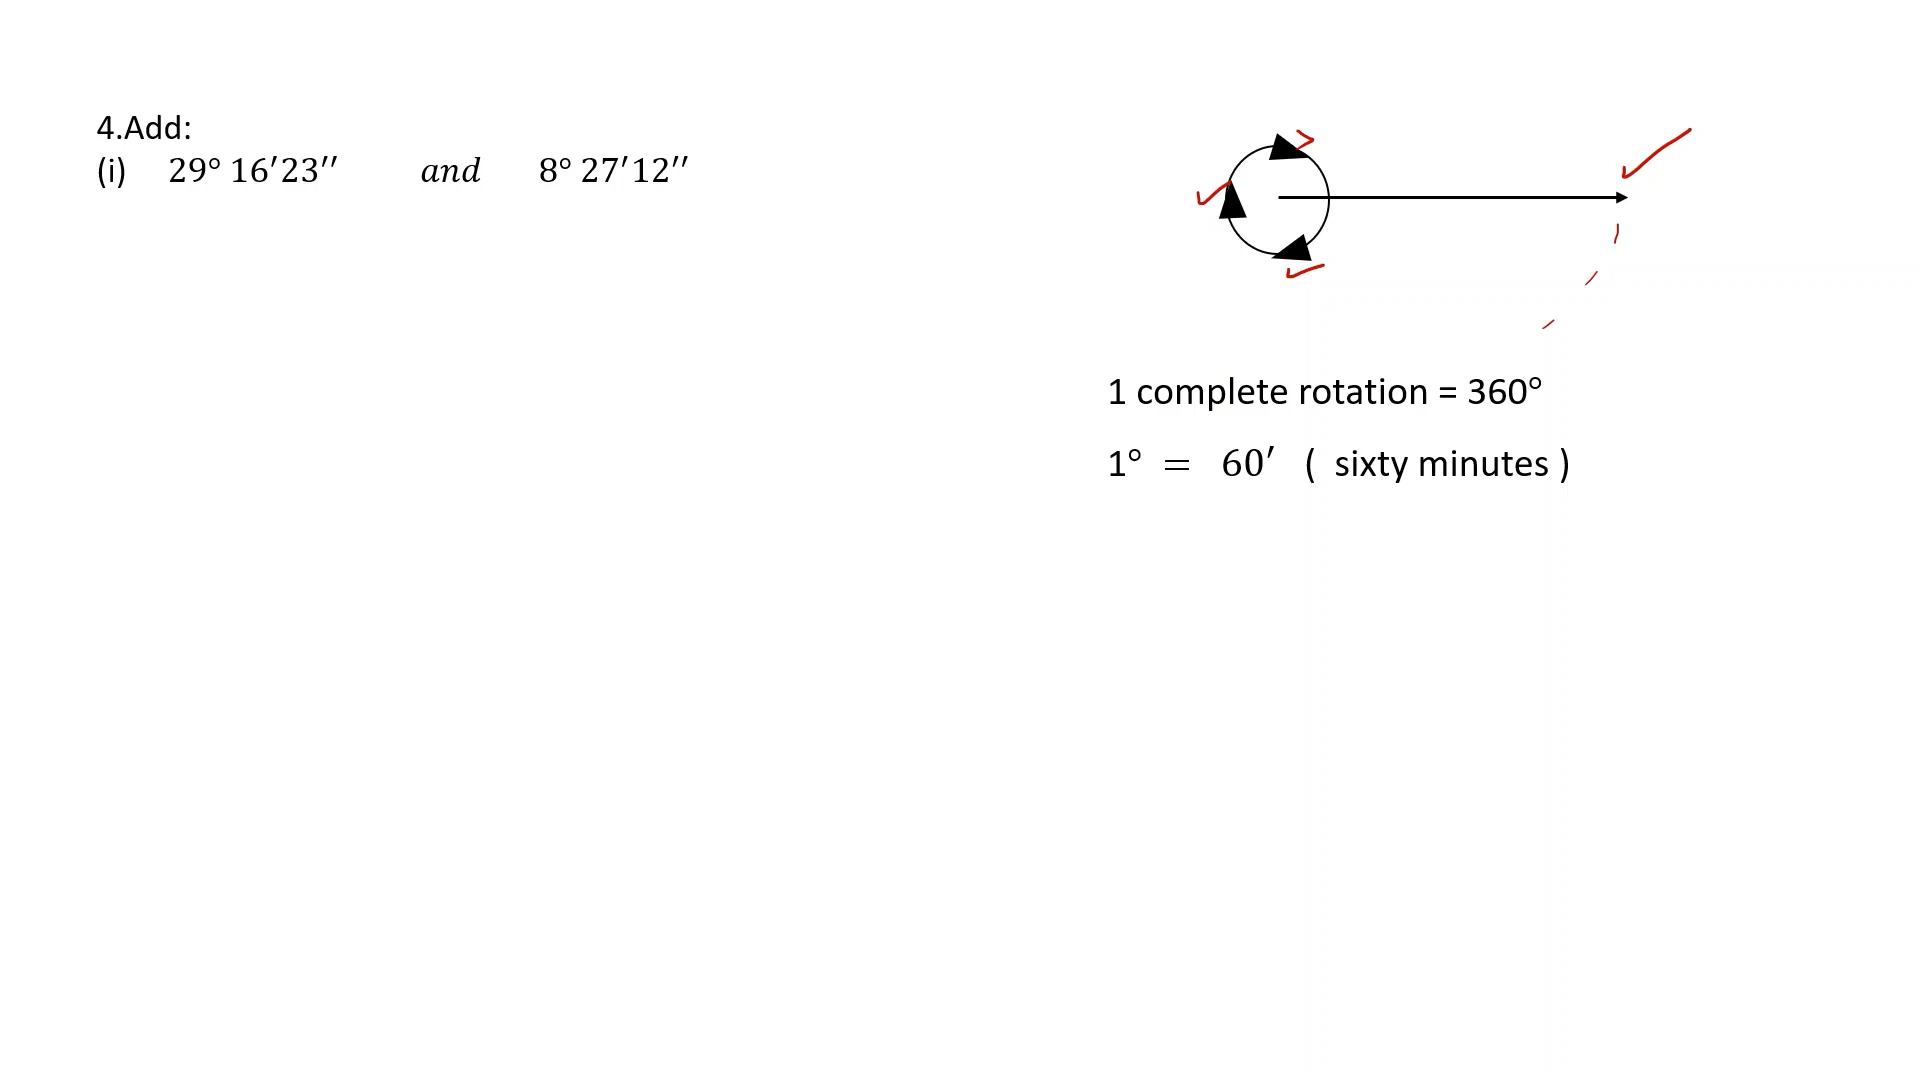 4.Add:
(i) 29° 16′23′′ and 8° 27′12′′
1 complete rotation = 360°
1° = 60′ ( sixty minutes )